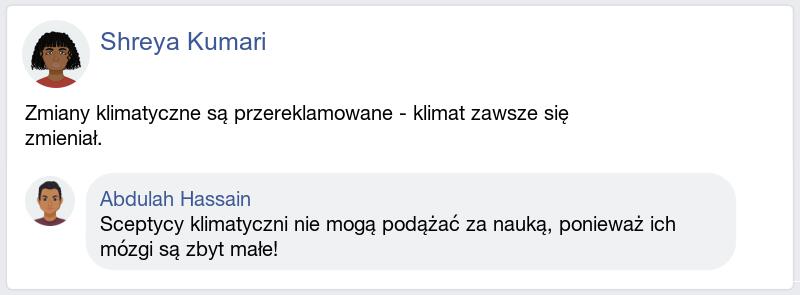 Shreya Kumari
Zmiany klimatyczne są przereklamowane - klimat zawsze się
zmieniał.
Abdulah Hassain
Sceptycy klimatyczni nie mogą podążać za nauką, ponieważ ich
mózgi są zbyt małe!